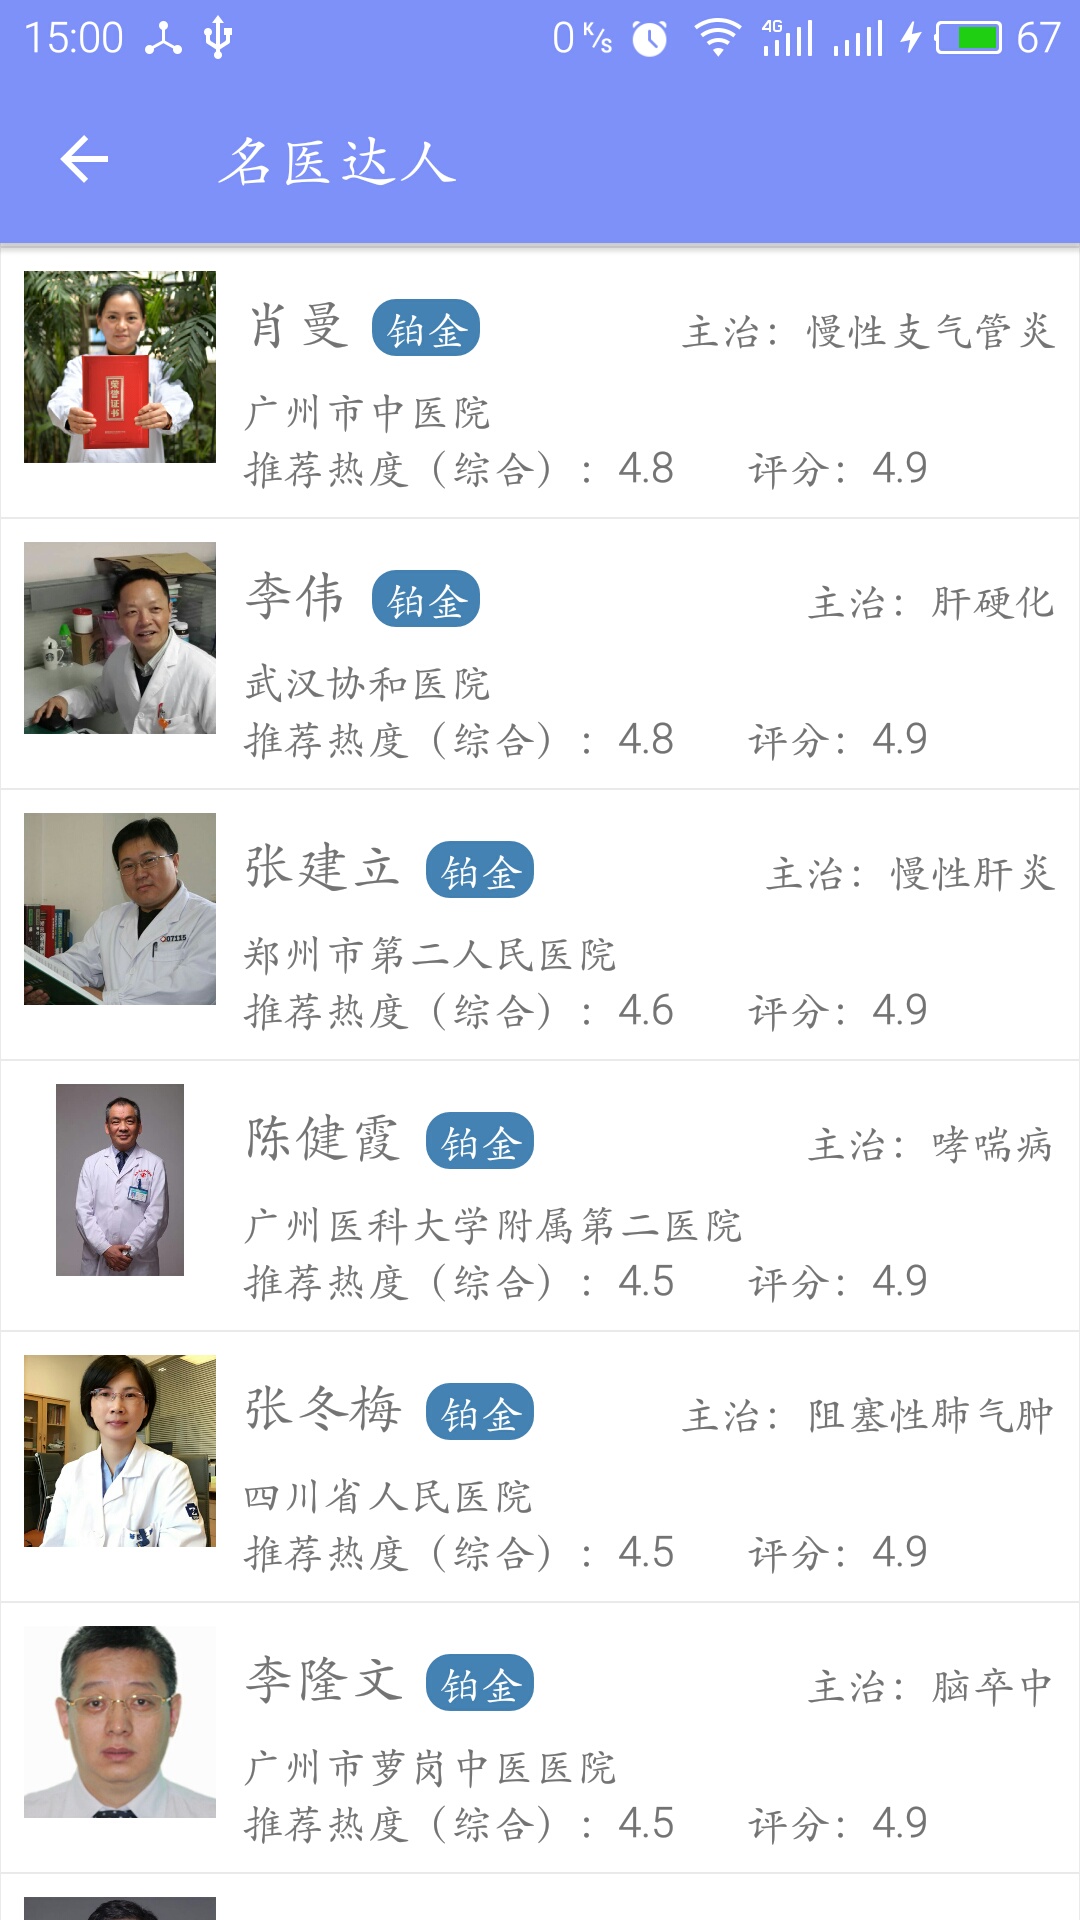 15:00 0 K/s 4G 67
名医达人
肖曼 铂金 主治：慢性支气管炎
荣誉证书
广州市中医院
推荐热度（综合）：4.8 评分：4.9
李伟 铂金 主治：肝硬化
武汉协和医院
推荐热度（综合）：4.8 评分：4.9
张建立 铂金 主治：慢性肝炎
07115
郑州市第二人民医院
推荐热度（综合）：4.6 评分：4.9
陈健霞 铂金 主治：哮喘病
广州医科大学附属第二医院
推荐热度（综合）：4.5 评分：4.9
张冬梅 铂金 主治：阻塞性肺气肿
四川省人民医院
推荐热度（综合）：4.5 评分：4.9
李隆文 铂金 主治：脑卒中
广州市萝岗中医医院
推荐热度（综合）：4.5 评分：4.9